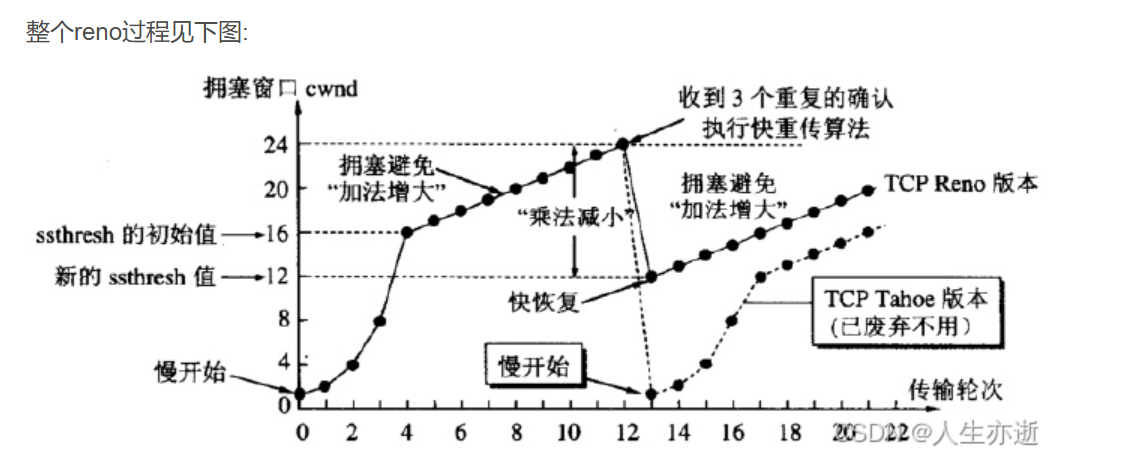 整个reno过程见下图:
拥塞窗口 cwnd
收到 3 个重复的确认
执行快重传算法
24
拥塞避免
“加法增大”
拥塞避免
“加法增大”
TCP Reno 版本
20
“乘法减小”
ssthresh 的初始值
16
新的 ssthresh 值
12
快恢复
TCP Tahoe 版本
(已废弃不用)
8
慢开始
4
慢开始
传输轮次
0
0 2 4 6 8 10 12 14 16 18 20 22
CSDN @人生亦逝